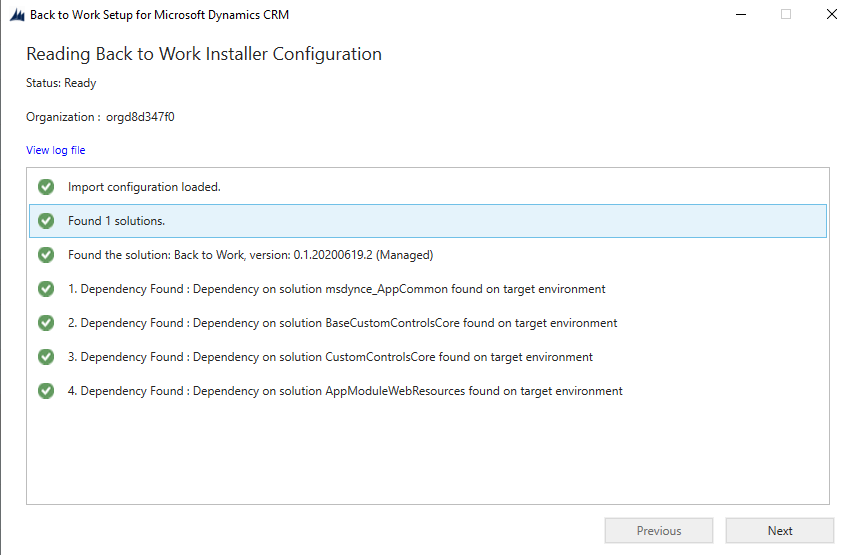 Back to Work Setup for Microsoft Dynamics CRM
Reading Back to Work Installer Configuration
Status: Ready
Organization : orgd8d347f0
View log file
Import configuration loaded.
Found 1 solutions.
Found the solution: Back to Work, version: 0.1.20200619.2 (Managed)
1. Dependency Found : Dependency on solution msdynce_AppCommon found on target environment
2. Dependency Found : Dependency on solution BaseCustomControlsCore found on target environment
3. Dependency Found : Dependency on solution CustomControlsCore found on target environment
4. Dependency Found : Dependency on solution AppModuleWebResources found on target environment
Previous
Next